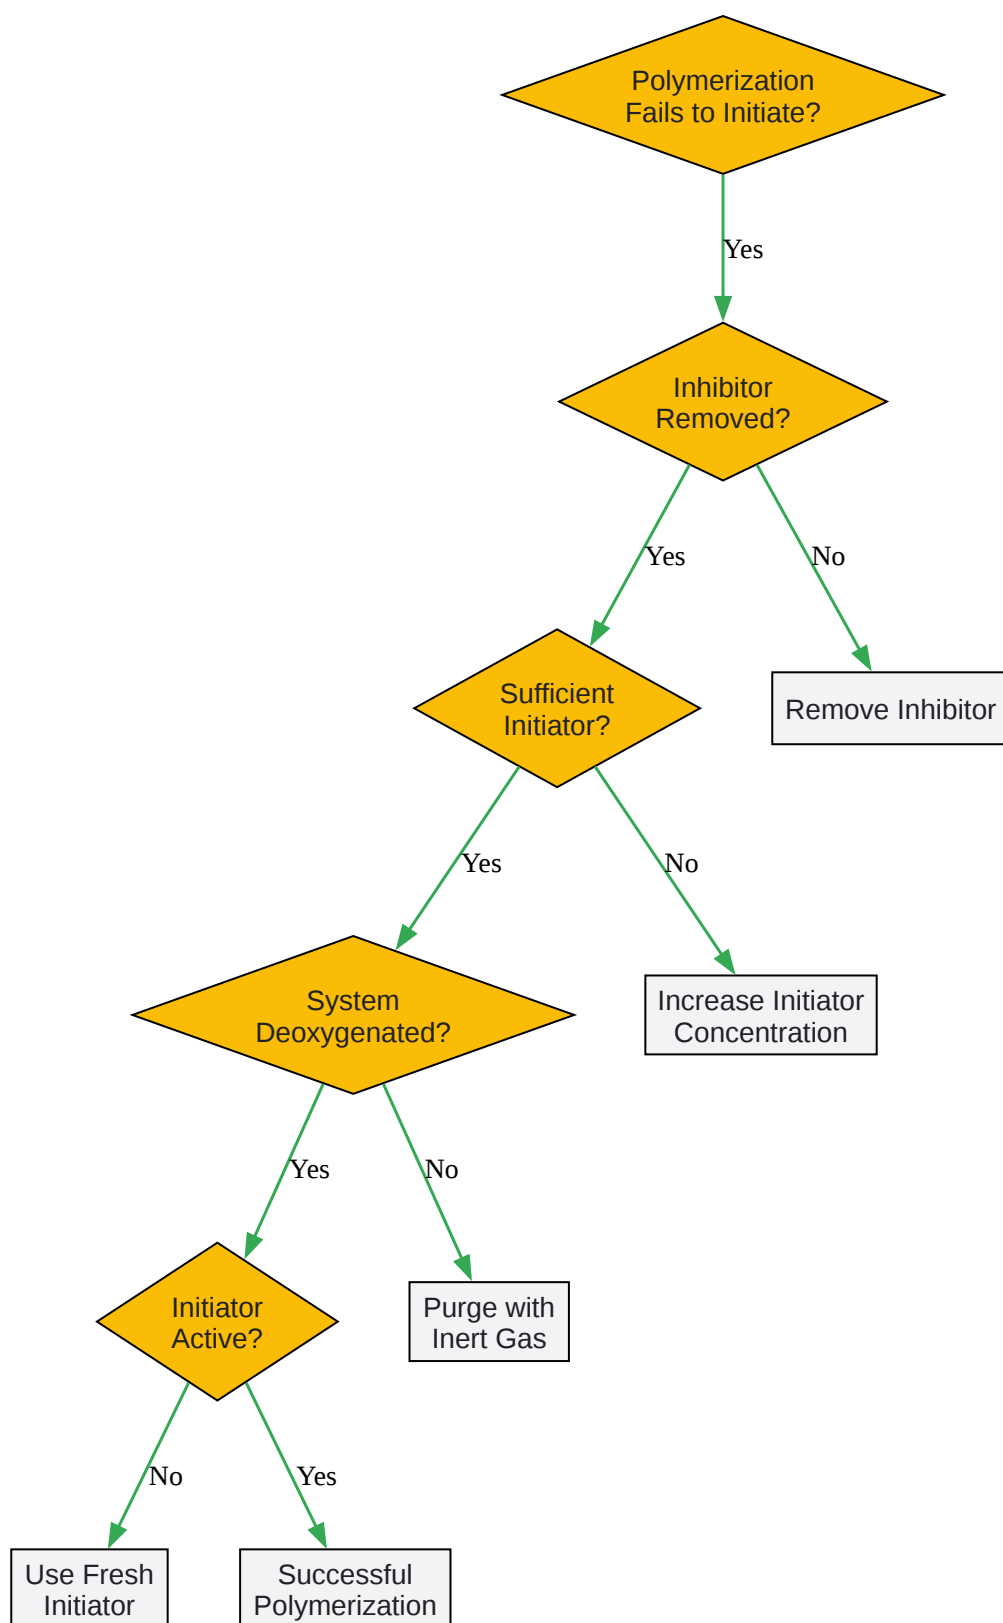 Polymerization
Fails to Initiate?
Yes
Inhibitor
Removed?
Yes
No
Sufficient
Initiator?
Remove Inhibitor
Yes
No
System
Deoxygenated?
Increase Initiator
Concentration
Yes
No
Initiator
Active?
Purge with
Inert Gas
No
Yes
Use Fresh
Initiator
Successful
Polymerization